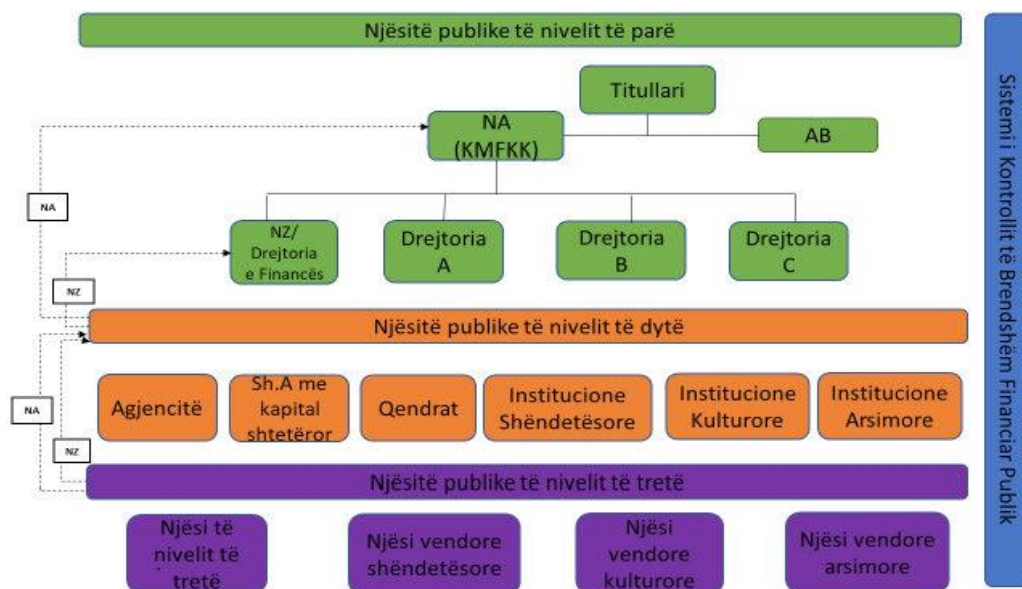 Njësitë publike të nivelit të parë
Titullari
NA
(KMFKK)
AB
NA
NZ/
Drejtoria
e Financës
Drejtoria
A
Drejtoria
B
Drejtoria
C
NZ
Njësitë publike të nivelit të dytë
Agjencitë
Sh.A me
kapital
shtetëror
Qendrat
Institucione
Shëndetësore
Institucione
Kulturore
Institucione
Arsimore
NA
NZ
Njësitë publike të nivelit të tretë
Njësi të
nivelit të
tretë
Njësi vendore
shëndetësore
Njësi
vendore
kulturore
Njësi vendore
arsimore
Sistemi i Kontrollit të Brendshëm Financiar Publik